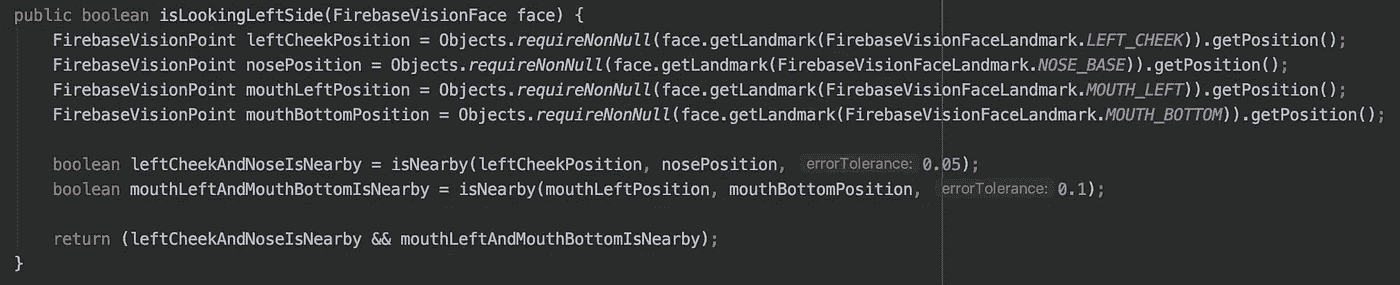 public boolean isLookingLeftSide(FirebaseVisionFace face) {
    FirebaseVisionPoint leftCheekPosition = Objects.requireNonNull(face.getLandmark(FirebaseVisionFaceLandmark.LEFT_CHEEK)).getPosition();
    FirebaseVisionPoint nosePosition = Objects.requireNonNull(face.getLandmark(FirebaseVisionFaceLandmark.NOSE_BASE)).getPosition();
    FirebaseVisionPoint mouthLeftPosition = Objects.requireNonNull(face.getLandmark(FirebaseVisionFaceLandmark.MOUTH_LEFT)).getPosition();
    FirebaseVisionPoint mouthBottomPosition = Objects.requireNonNull(face.getLandmark(FirebaseVisionFaceLandmark.MOUTH_BOTTOM)).getPosition();
    boolean leftCheekAndNoseIsNearby = isNearby(leftCheekPosition, nosePosition, errorTolerance: 0.05);
    boolean mouthLeftAndMouthBottomIsNearby = isNearby(mouthLeftPosition, mouthBottomPosition, errorTolerance: 0.1);
    return (leftCheekAndNoseIsNearby && mouthLeftAndMouthBottomIsNearby);
}